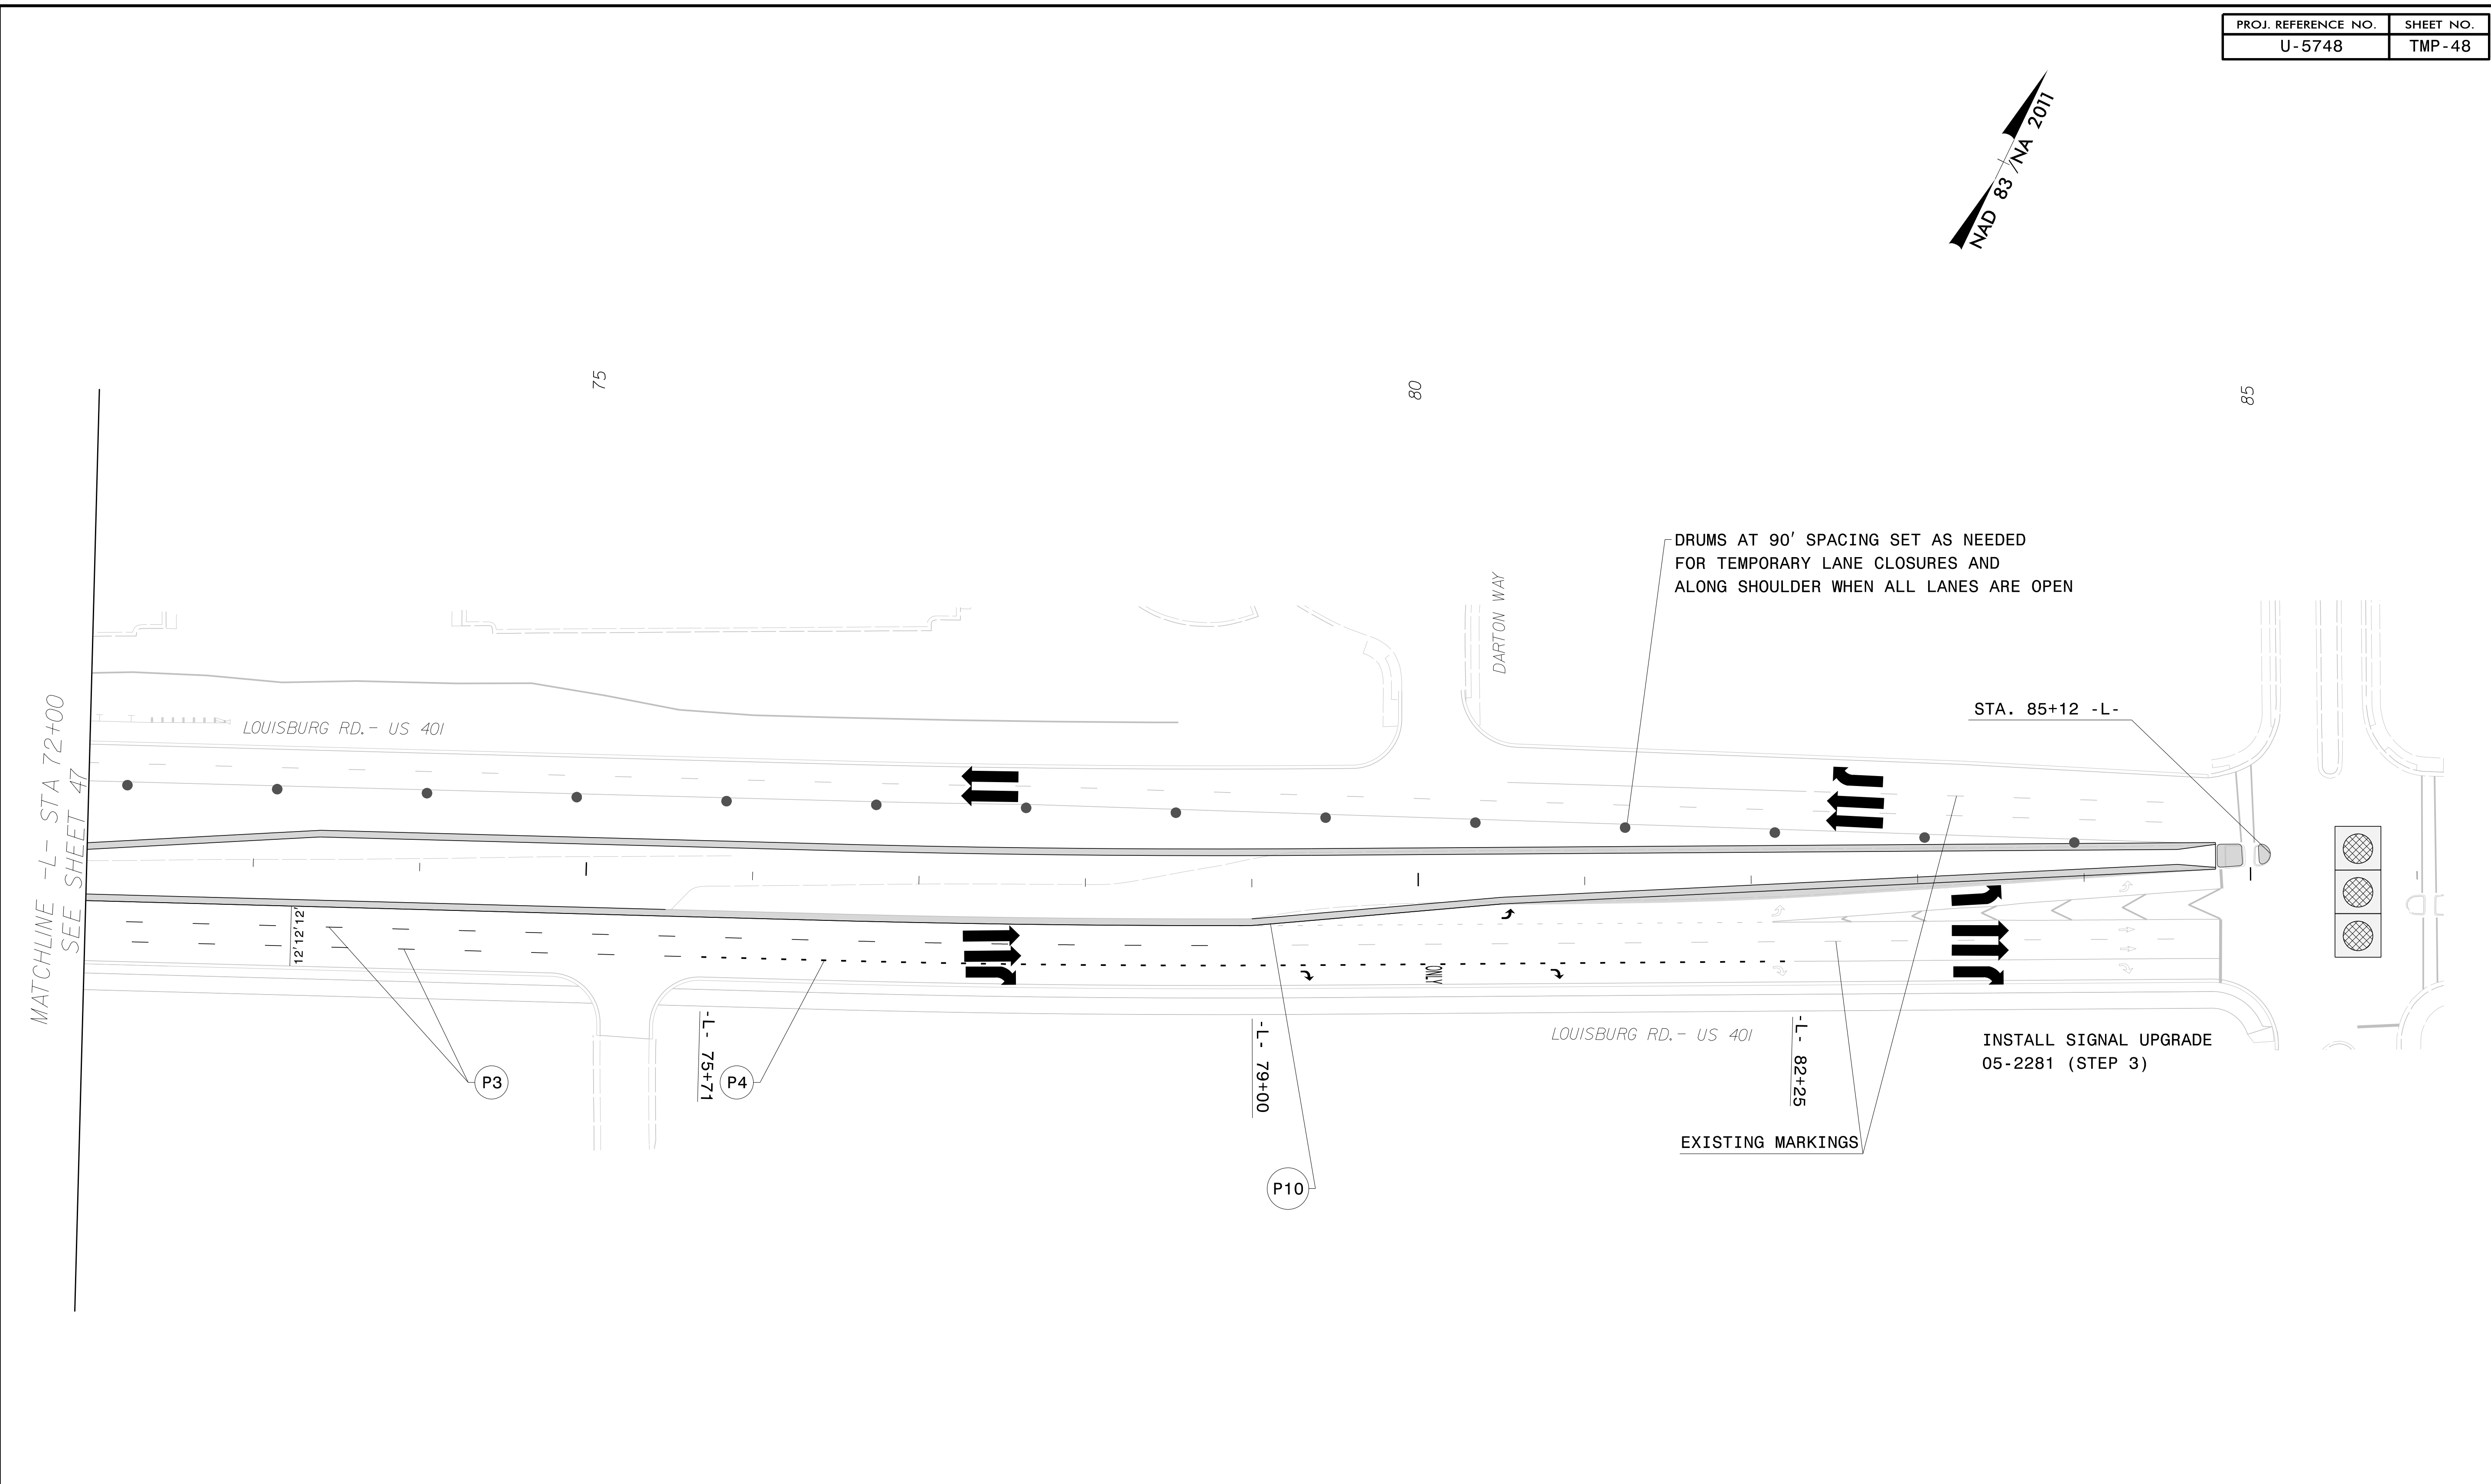 PROJ. REFERENCE NO.
SHEET NO.
U-5748
TMP-48
NAD 83 /NA 2011
75
80
85
DRUMS AT 90' SPACING SET AS NEEDED
FOR TEMPORARY LANE CLOSURES AND
ALONG SHOULDER WHEN ALL LANES ARE OPEN
DARTON WAY
STA. 85+12 -L-
MATCHLINE -L- STA 72+00
SEE SHEET 47
LOUISBURG RD.- US 401
12' 12' 12'
ONLY
P3
-L- 75+71
P4
-L- 79+00
P10
LOUISBURG RD.- US 401
-L- 82+25
INSTALL SIGNAL UPGRADE
05-2281 (STEP 3)
EXISTING MARKINGS